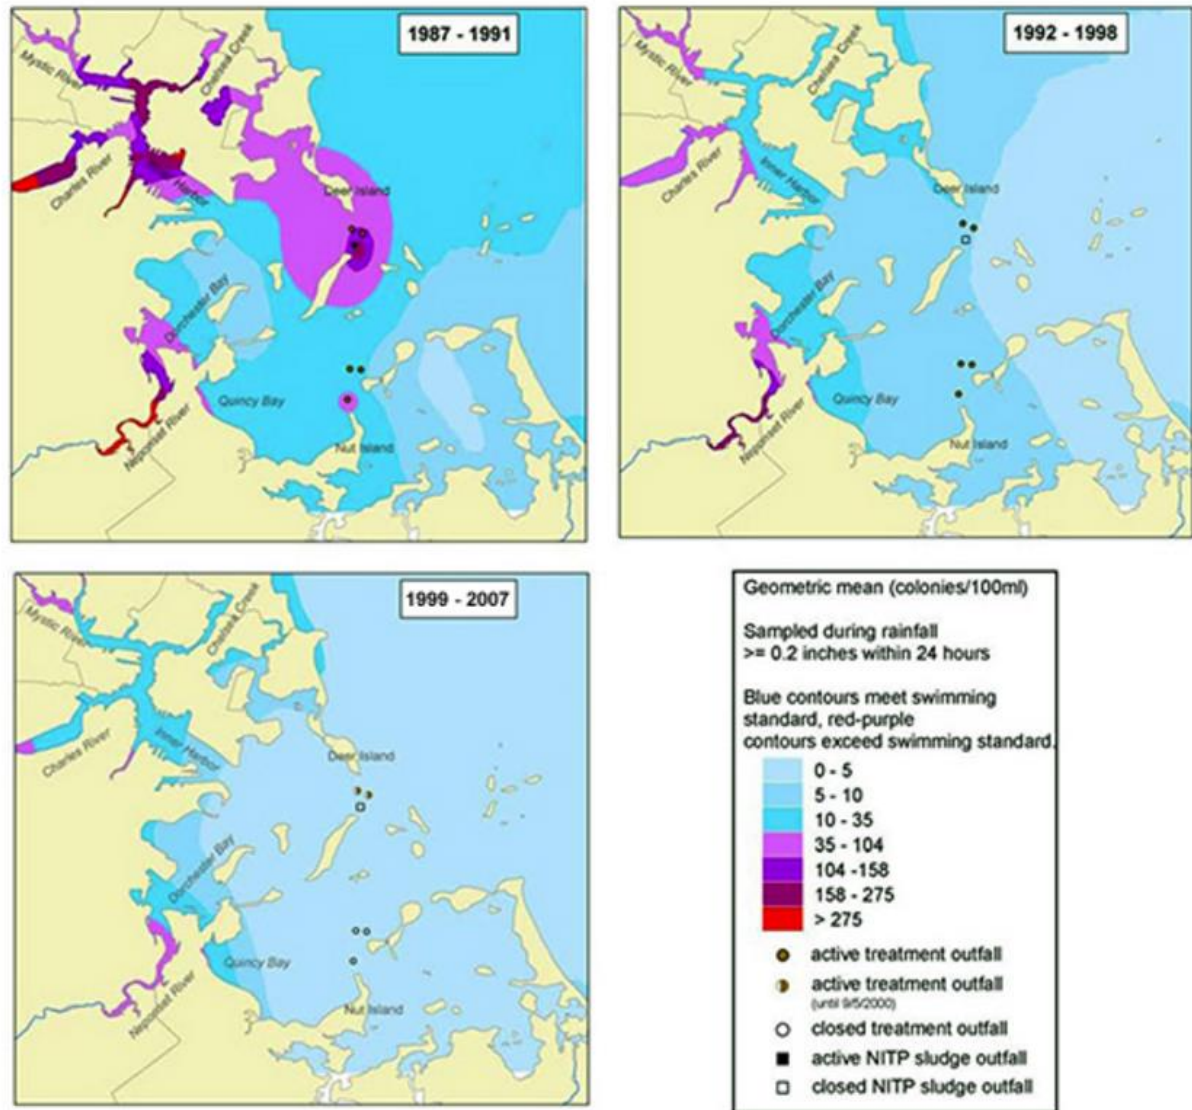 1987 - 1991
Mystic River
Chelsea Creek
Charles River
Harbor
Deer Island
Dorchester Bay
Quincy Bay
Neponset River
Nut Island
1992 - 1998
Mystic River
Chelsea Creek
Charles River
Inner Harbor
Deer Island
Dorchester Bay
Quincy Bay
Neponset River
Nut Island
1999 - 2007
Mystic River
Chelsea Creek
Charles River
Inner Harbor
Deer Island
Dorchester Bay
Quincy Bay
Neponset River
Nut Island
Geometric mean (colonies/100ml)
Sampled during rainfall
>= 0.2 inches within 24 hours
Blue contours meet swimming
standard, red-purple
contours exceed swimming standard.
0 - 5
5 - 10
10 - 35
35 - 104
104 -158
158 - 275
> 275
active treatment outfall
active treatment outfall
(until 9/5/2000)
closed treatment outfall
active NITP sludge outfall
closed NITP sludge outfall